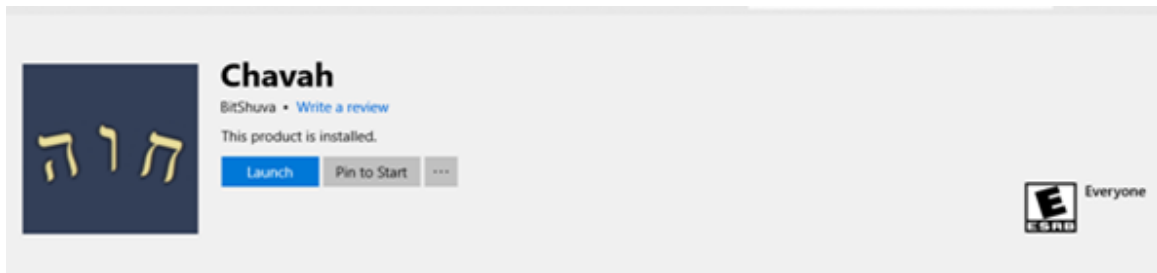 חוה
Chavah
BitShuva • Write a review
This product is installed.
Launch Pin to Start ···
E Everyone
ESRB